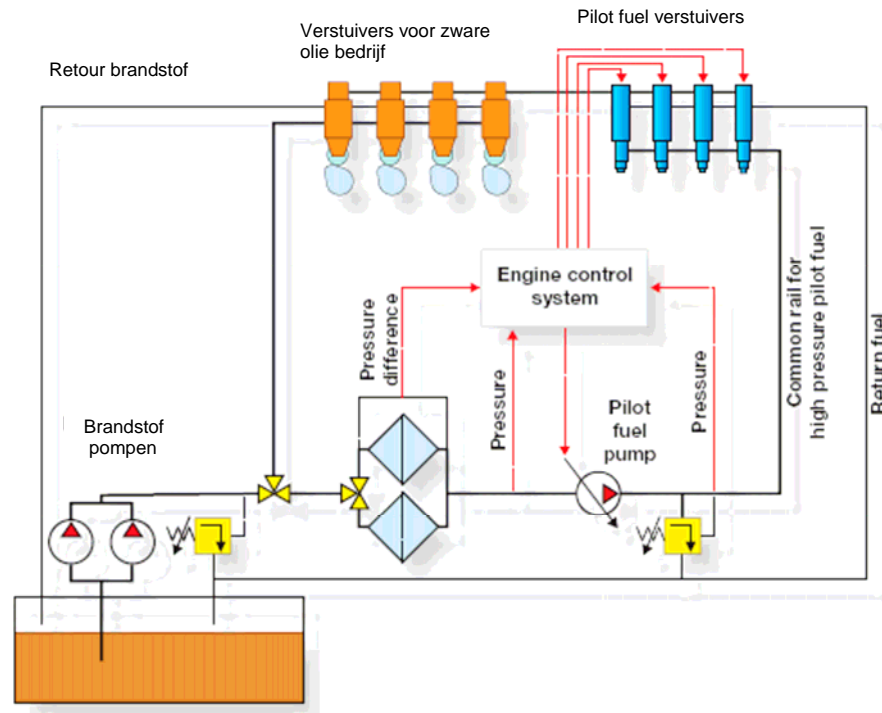 Pilot fuel verstuivers
Verstuivers voor zware
olie bedrijf
Retour brandstof
Engine control
system
Pressure
difference
Pressure
Pilot
fuel
pump
Pressure
Common rail for
high pressure pilot fuel
Return fuel
Brandstof
pompen